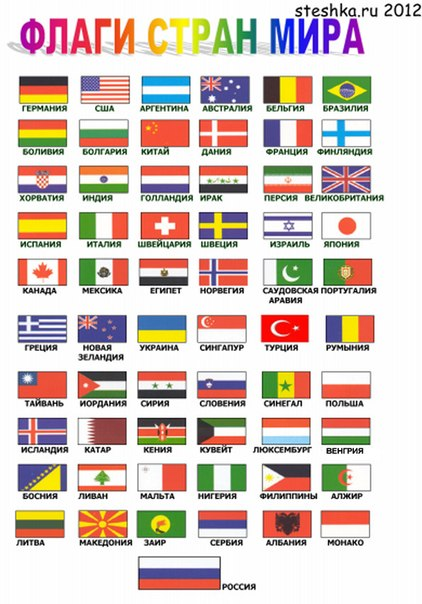 steshka.ru 2012
ФЛАГИ СТРАН МИРА
ГЕРМАНИЯ США АРГЕНТИНА АВСТРАЛИЯ БЕЛЬГИЯ БРАЗИЛИЯ
БОЛИВИЯ БОЛГАРИЯ КИТАЙ ДАНИЯ ФРАНЦИЯ ФИНЛЯНДИЯ
ХОРВАТИЯ ИНДИЯ ГОЛЛАНДИЯ ИРАК ПЕРСИЯ ВЕЛИКОБРИТАНИЯ
ИСПАНИЯ ИТАЛИЯ ШВЕЙЦАРИЯ ШВЕЦИЯ ИЗРАИЛЬ ЯПОНИЯ
КАНАДА МЕКСИКА ЕГИПЕТ НОРВЕГИЯ САУДОВСКАЯ ПОРТУГАЛИЯ
АРАВИЯ
ГРЕЦИЯ НОВАЯ УКРАИНА СИНГАПУР ТУРЦИЯ РУМЫНИЯ
ЗЕЛАНДИЯ
ТАЙВАНЬ ИОРДАНИЯ СИРИЯ СЛОВЕНИЯ СИНЕГАЛ ПОЛЬША
ИСЛАНДИЯ КАТАР КЕНИЯ КУВЕЙТ ЛЮКСЕМБУРГ ВЕНГРИЯ
БОСНИЯ ЛИВАН МАЛЬТА НИГЕРИЯ ФИЛИППИНЫ АЛЖИР
ЛИТВА МАКЕДОНИЯ ЗАИР СЕРБИЯ АЛБАНИЯ МОНАКО
РОССИЯ